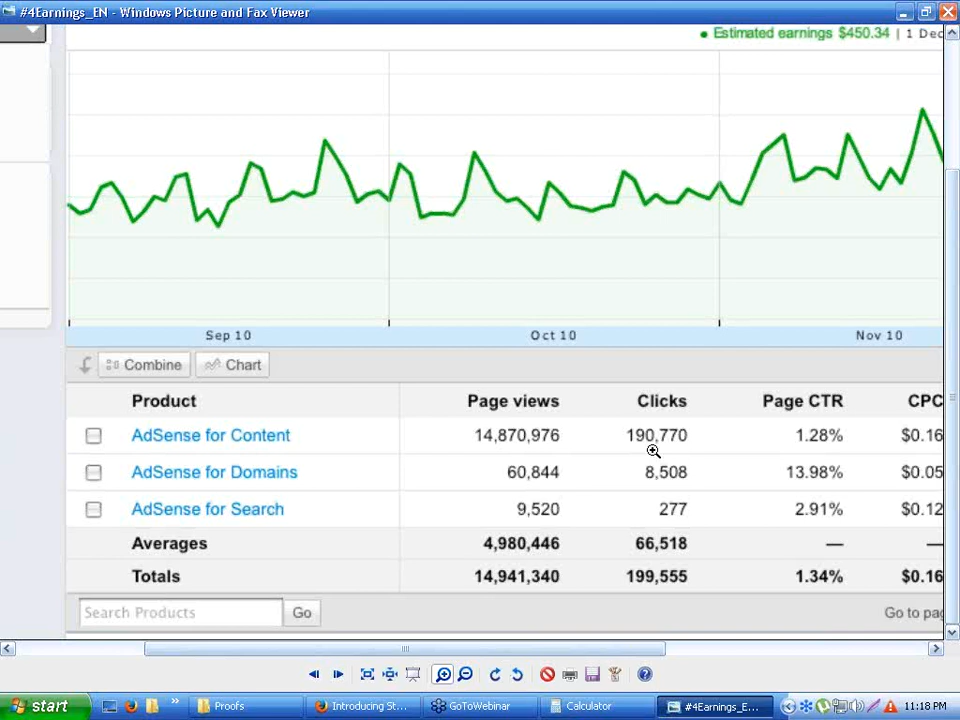 #4Earnings_EN - Windows Picture and Fax Viewer
Estimated earnings $450.34 | 1 Dec
Sep 10 Oct 10 Nov 10
Combine Chart
Product Page views Clicks Page CTR CPC
AdSense for Content 14,870,976 190,770 1.28% $0.16
AdSense for Domains 60,844 8,508 13.98% $0.05
AdSense for Search 9,520 277 2.91% $0.12
Averages 4,980,446 66,518 — —
Totals 14,941,340 199,555 1.34% $0.16
Search Products Go Go to pag
start Proofs Introducing St... GoToWebinar Calculator #4Earnings_E... 11:18 PM